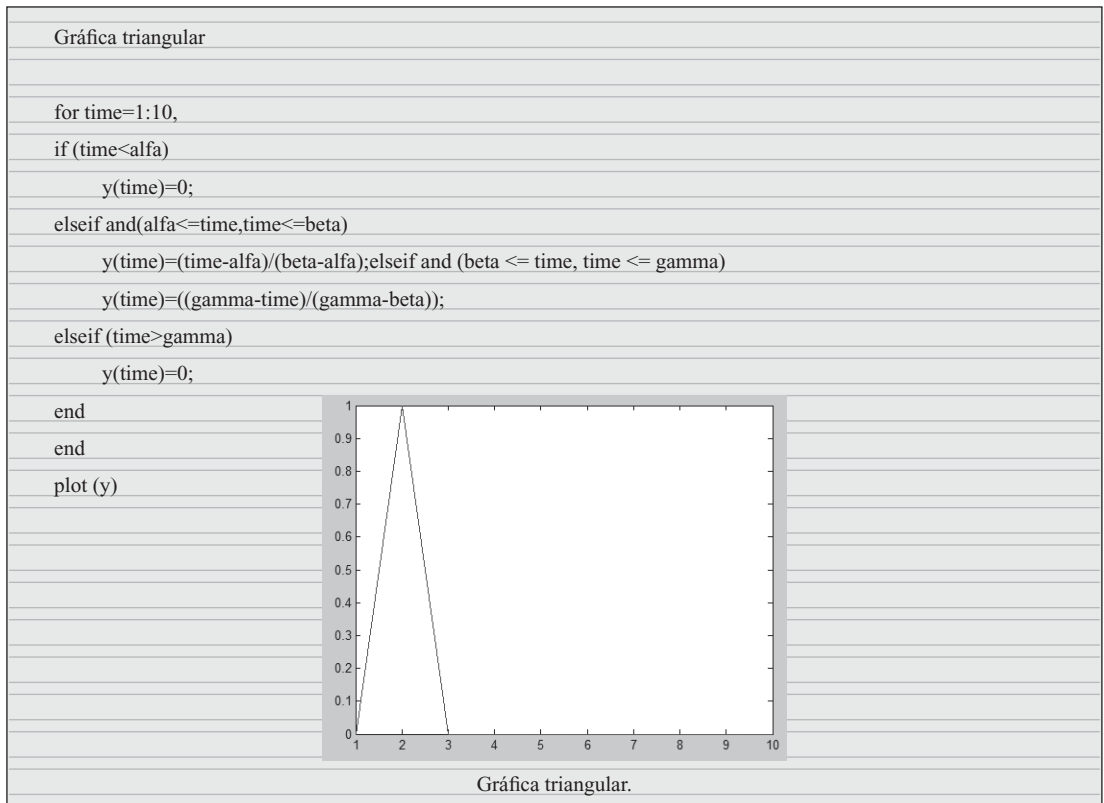 Gráfica triangular
for time=1:10,
if (time<alfa)
y(time)=0;
elseif and(alfa<=time,time<=beta)
y(time)=(time-alfa)/(beta-alfa);elseif and (beta <= time, time <= gamma)
y(time)=((gamma-time)/(gamma-beta));
elseif (time>gamma)
y(time)=0;
end
end
plot (y)
1
0.9
0.8
0.7
0.6
0.5
0.4
0.3
0.2
0.1
0
1 2 3 4 5 6 7 8 9 10
Gráfica triangular.